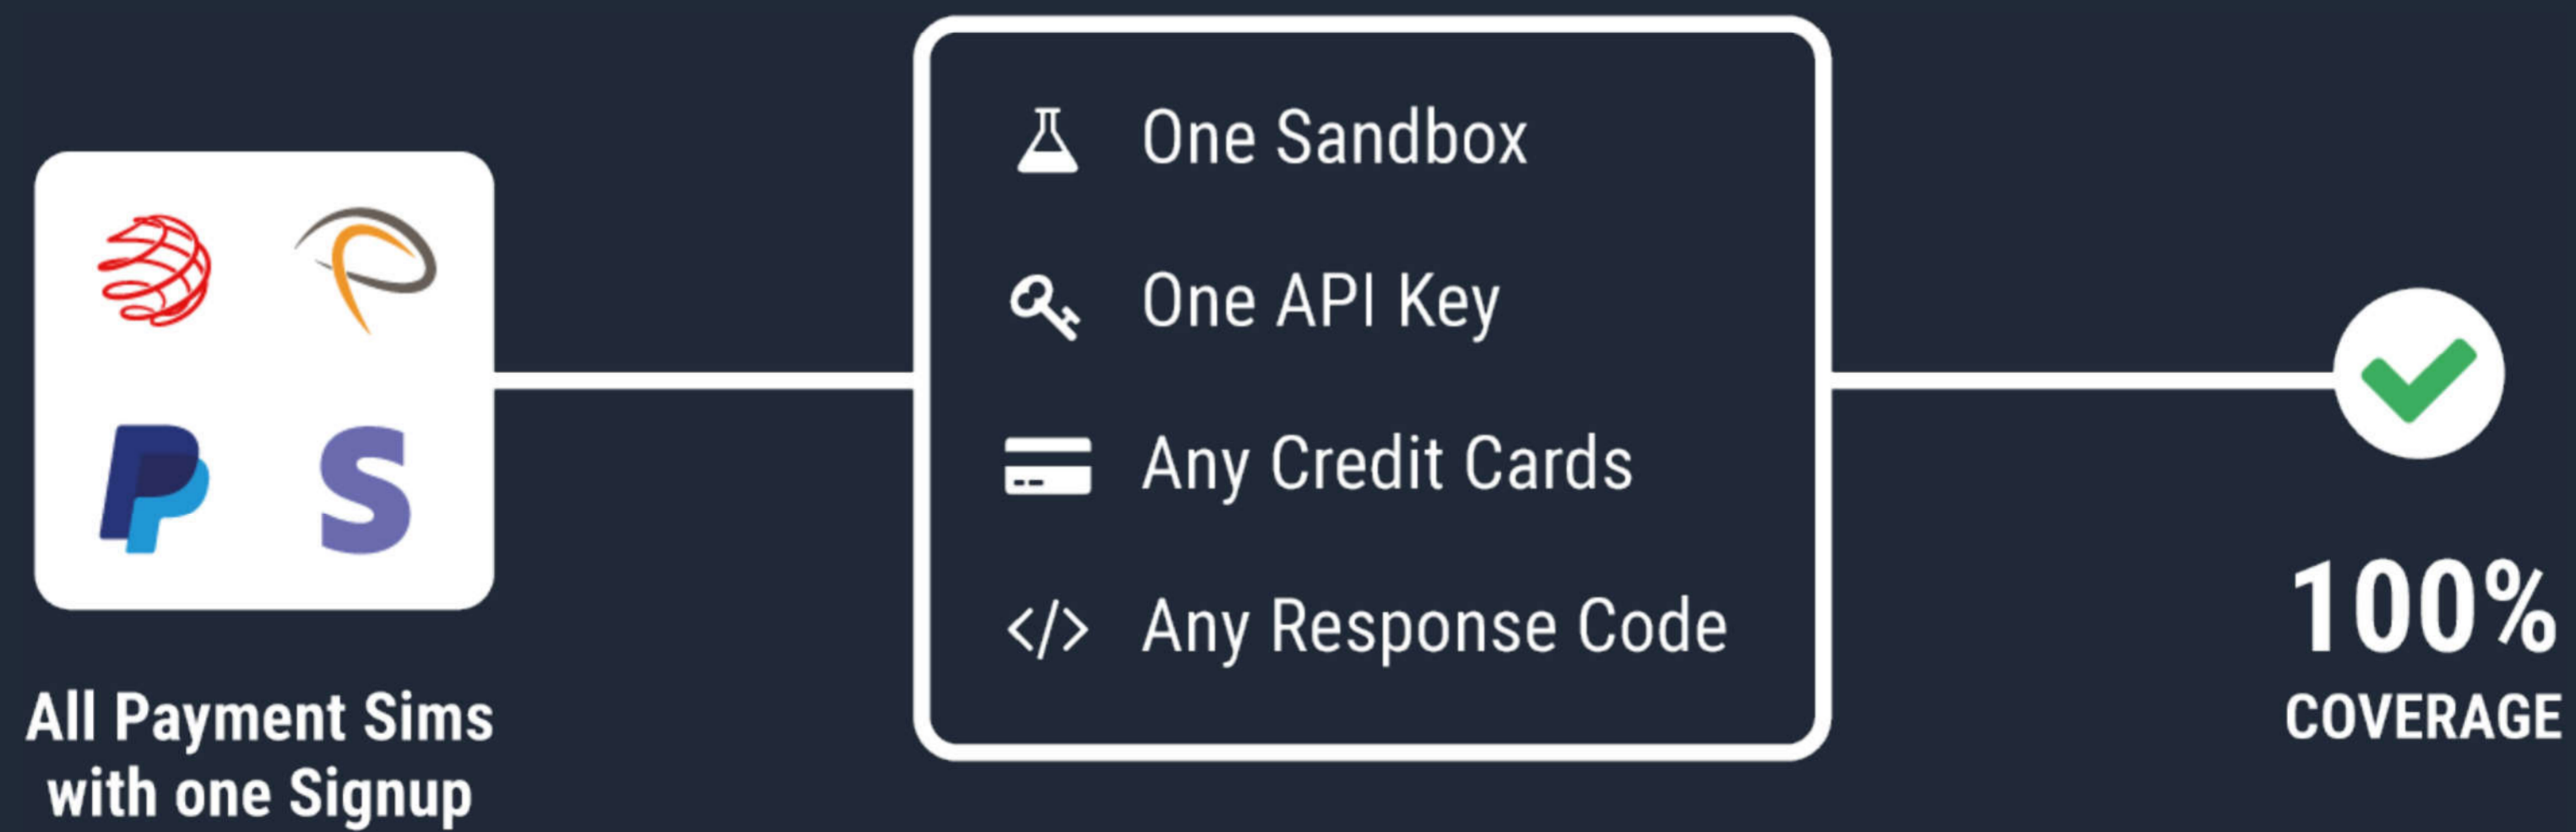 All Payment Sims
with one Signup
One Sandbox
One API Key
Any Credit Cards
Any Response Code
100%
COVERAGE